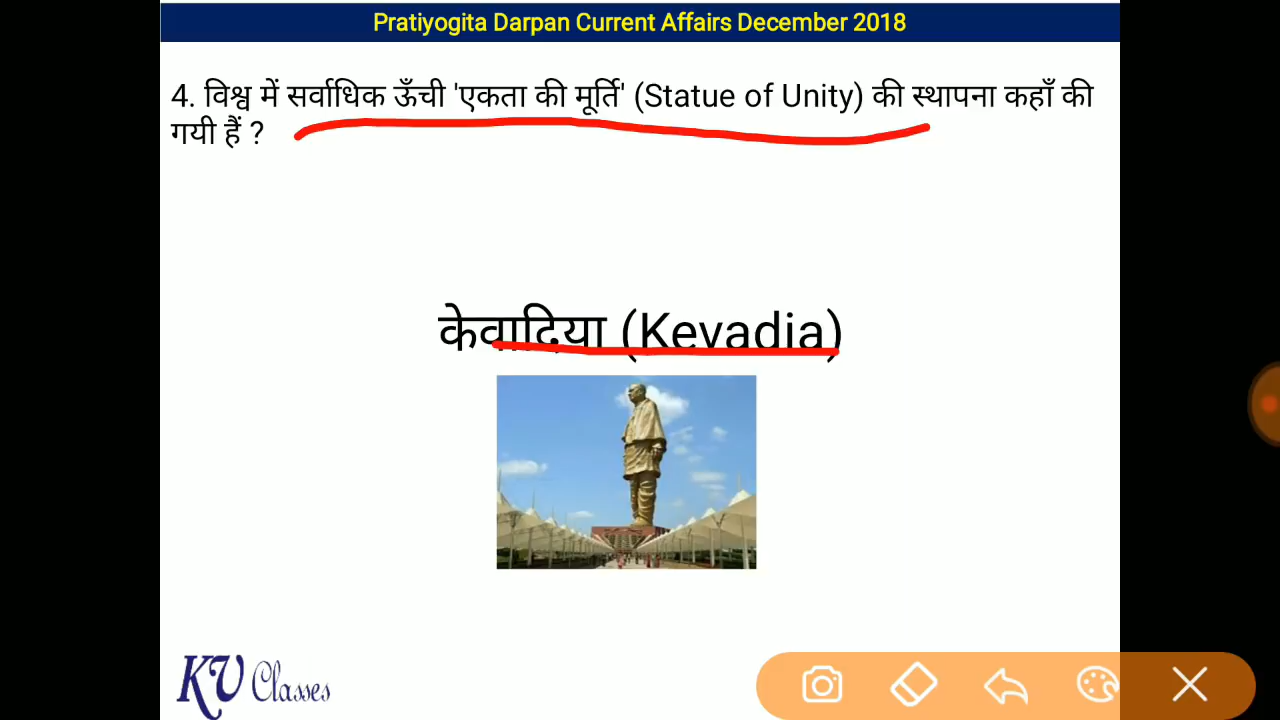 Pratiyogita Darpan Current Affairs December 2018
4. विश्व में सर्वाधिक ऊँची 'एकता की मूर्ति' (Statue of Unity) की स्थापना कहाँ की
गयी हैं ?
केवादिया (Kevadia)
KV Classes